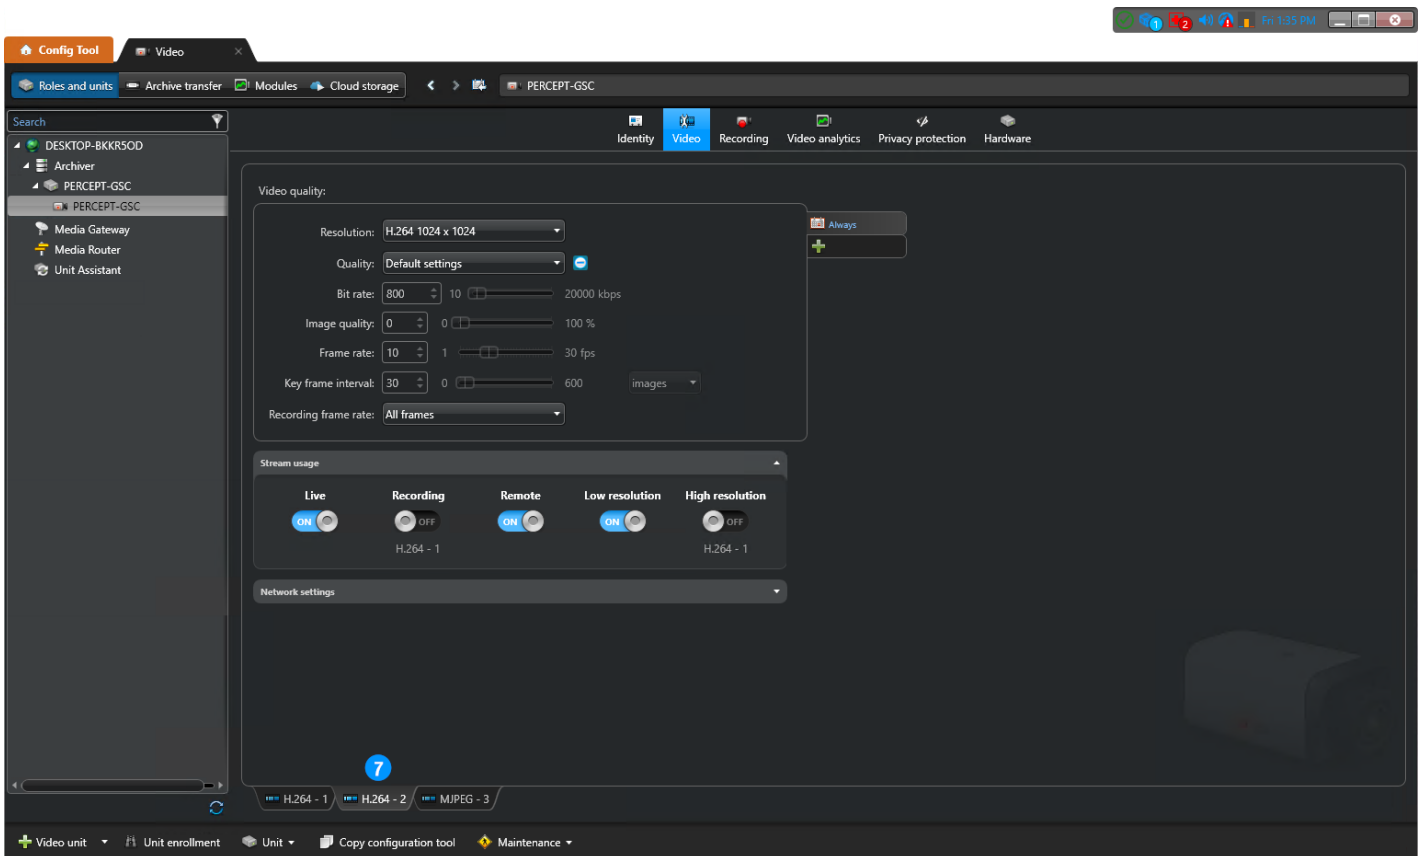 1 2 Fri 1:35 PM
Config Tool Video
Roles and units Archive transfer Modules Cloud storage PERCEPT-GSC
Search
DESKTOP-BKKR5OD
Archiver
PERCEPT-GSC
PERCEPT-GSC
Media Gateway
Media Router
Unit Assistant
Identity Video Recording Video analytics Privacy protection Hardware
Video quality:
Resolution: H.264 1024 x 1024
Quality: Default settings
Bit rate: 800 10 20000 kbps
Image quality: 0 0 100 %
Frame rate: 10 1 30 fps
Key frame interval: 30 0 600 images
Recording frame rate: All frames
Always
Stream usage
Live Recording Remote Low resolution High resolution
ON OFF ON ON OFF
H.264 - 1 H.264 - 1
Network settings
7
H.264 - 1 H.264 - 2 MJPEG - 3
Video unit Unit enrollment Unit Copy configuration tool Maintenance